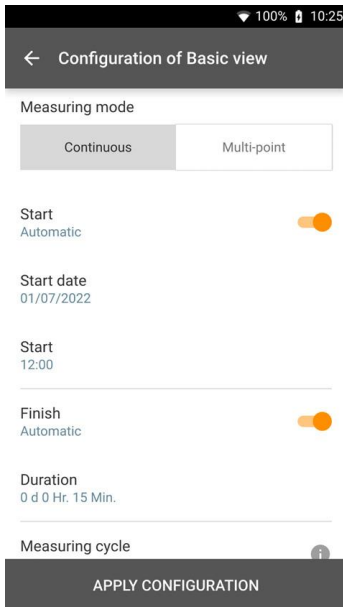 100% 10:25
Configuration of Basic view
Measuring mode
Continuous Multi-point
Start
Automatic
Start date
01/07/2022
Start
12:00
Finish
Automatic
Duration
0 d 0 Hr. 15 Min.
Measuring cycle
APPLY CONFIGURATION